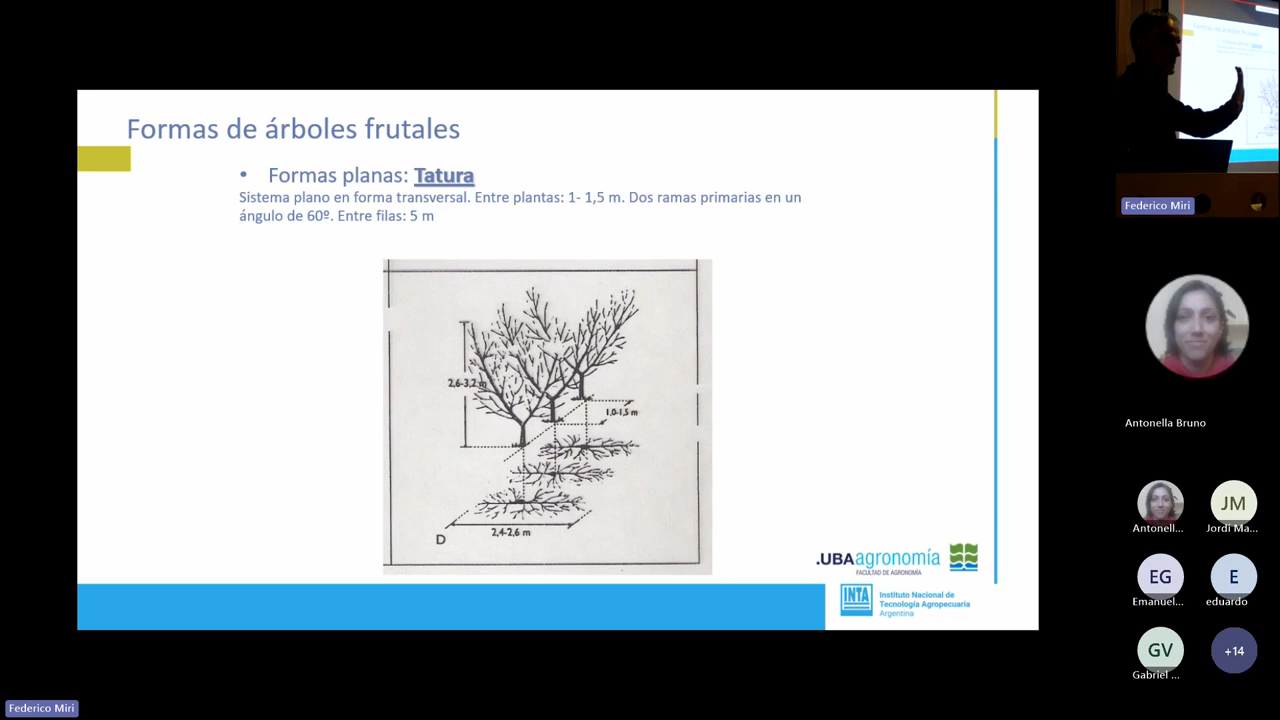 Formas de árboles frutales
• Formas planas: Tatura
Sistema plano en forma transversal. Entre plantas: 1- 1,5 m. Dos ramas primarias en un
ángulo de 60º. Entre filas: 5 m
2,6-3,2 m
1,0-1,5 m
2,4-2,6 m
D
.UBAagronomía
FACULTAD DE AGRONOMÍA
INTA
Instituto Nacional de
Tecnología Agropecuaria
Argentina
Federico Miri
Federico Miri
Antonella Bruno
Antonell...
JM
Jordi Ma...
EG
Emanuel...
E
eduardo
GV
Gabriel ...
+14